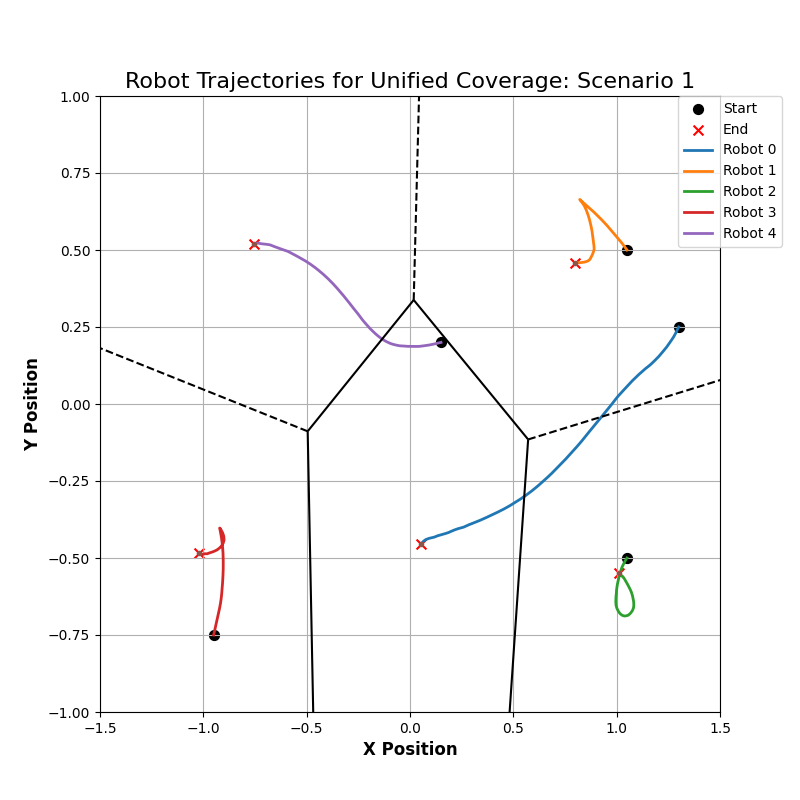 Robot Trajectories for Unified Coverage: Scenario 1
Start
End
Robot 0
Robot 1
Robot 2
Robot 3
Robot 4
1.00
0.75
0.50
0.25
0.00
−0.25
−0.50
−0.75
−1.00
Y Position
−1.5
−1.0
−0.5
0.0
0.5
1.0
1.5
X Position